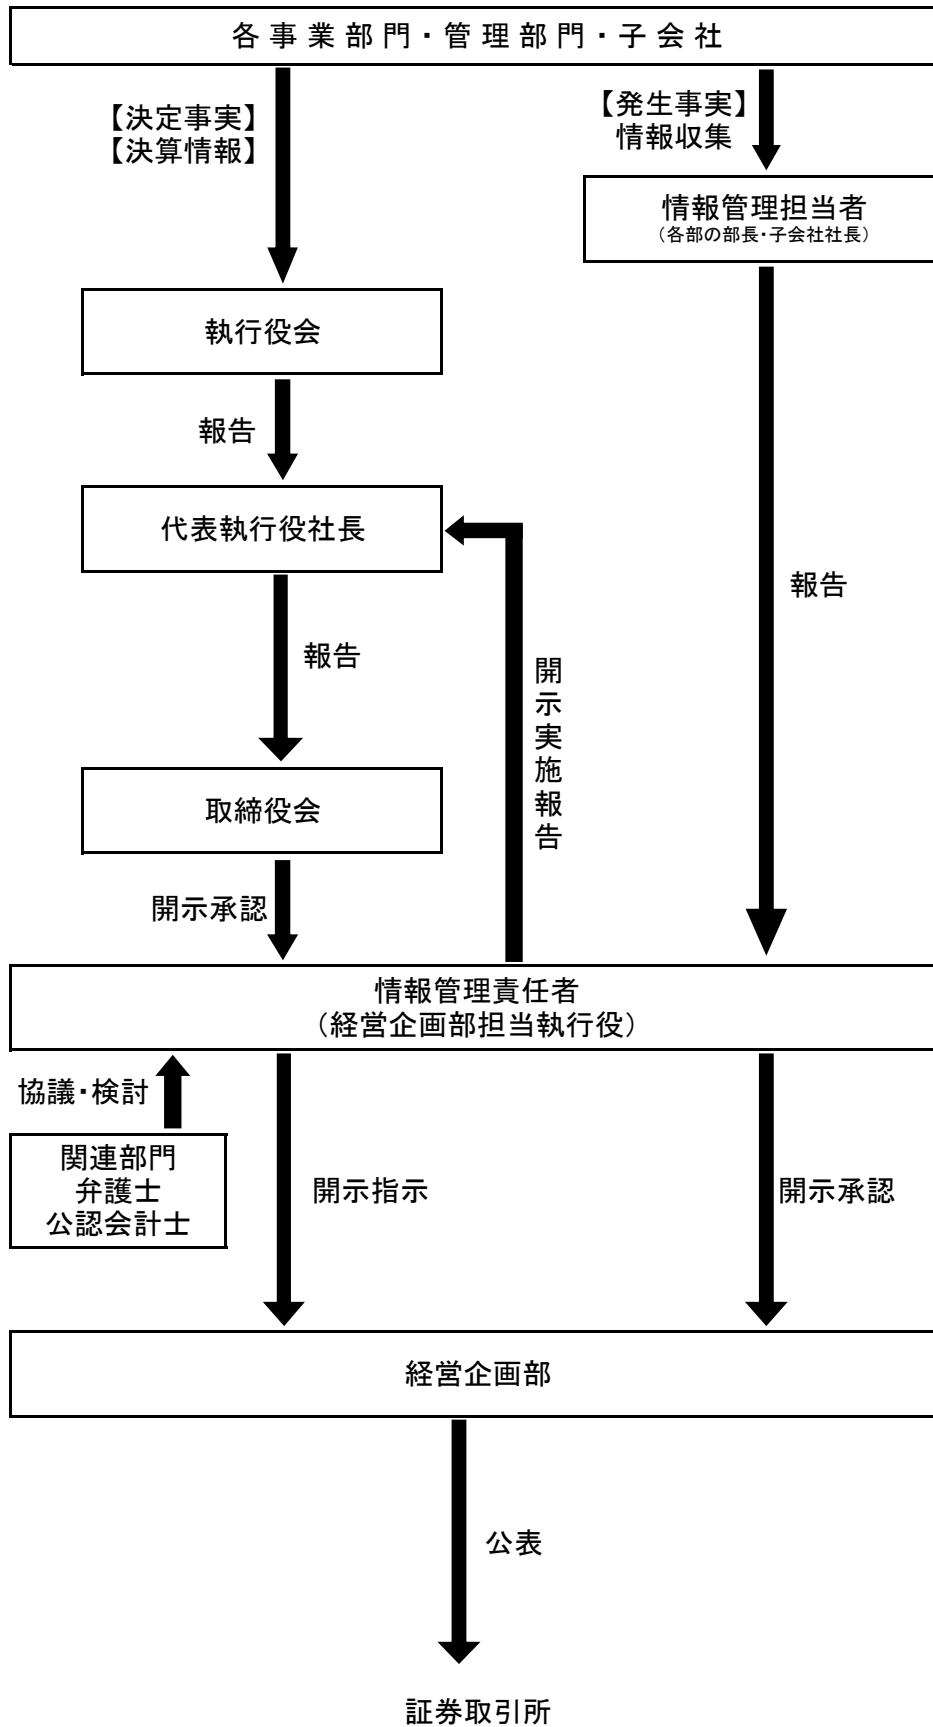 各事業部門・管理部門・子会社
【決定事実】
【決算情報】
【発生事実】
情報収集
情報管理担当者
（各部の部長・子会社社長）
執行役会
報告
代表執行役社長
報告
報告
開示実施報告
取締役会
開示承認
情報管理責任者
（経営企画部担当執行役）
協議・検討
関連部門
弁護士
公認会計士
開示指示
開示承認
経営企画部
公表
証券取引所